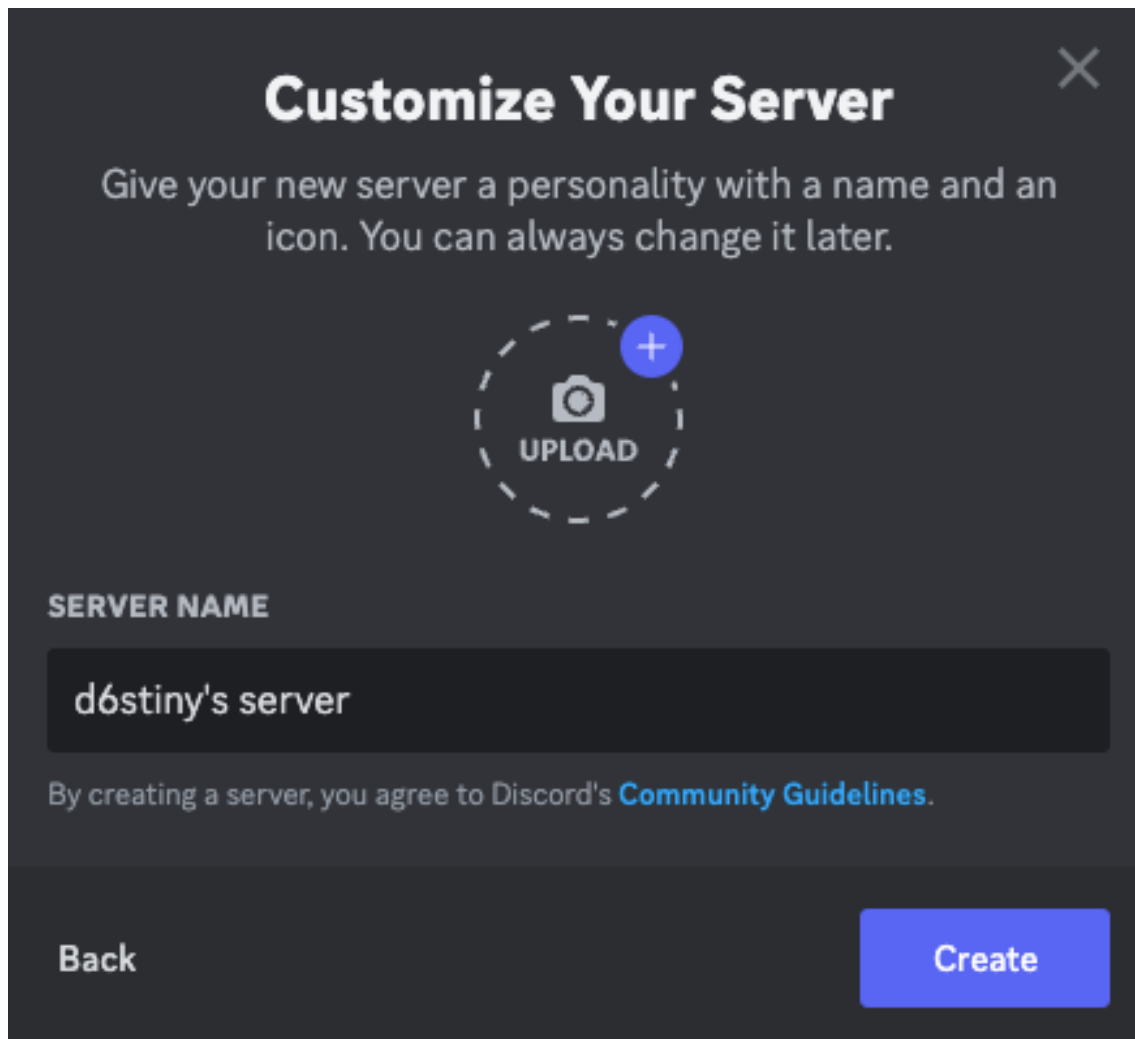 Customize Your Server
Give your new server a personality with a name and an
icon. You can always change it later.
UPLOAD
SERVER NAME
d6stiny's server
By creating a server, you agree to Discord's Community Guidelines.
Back
Create